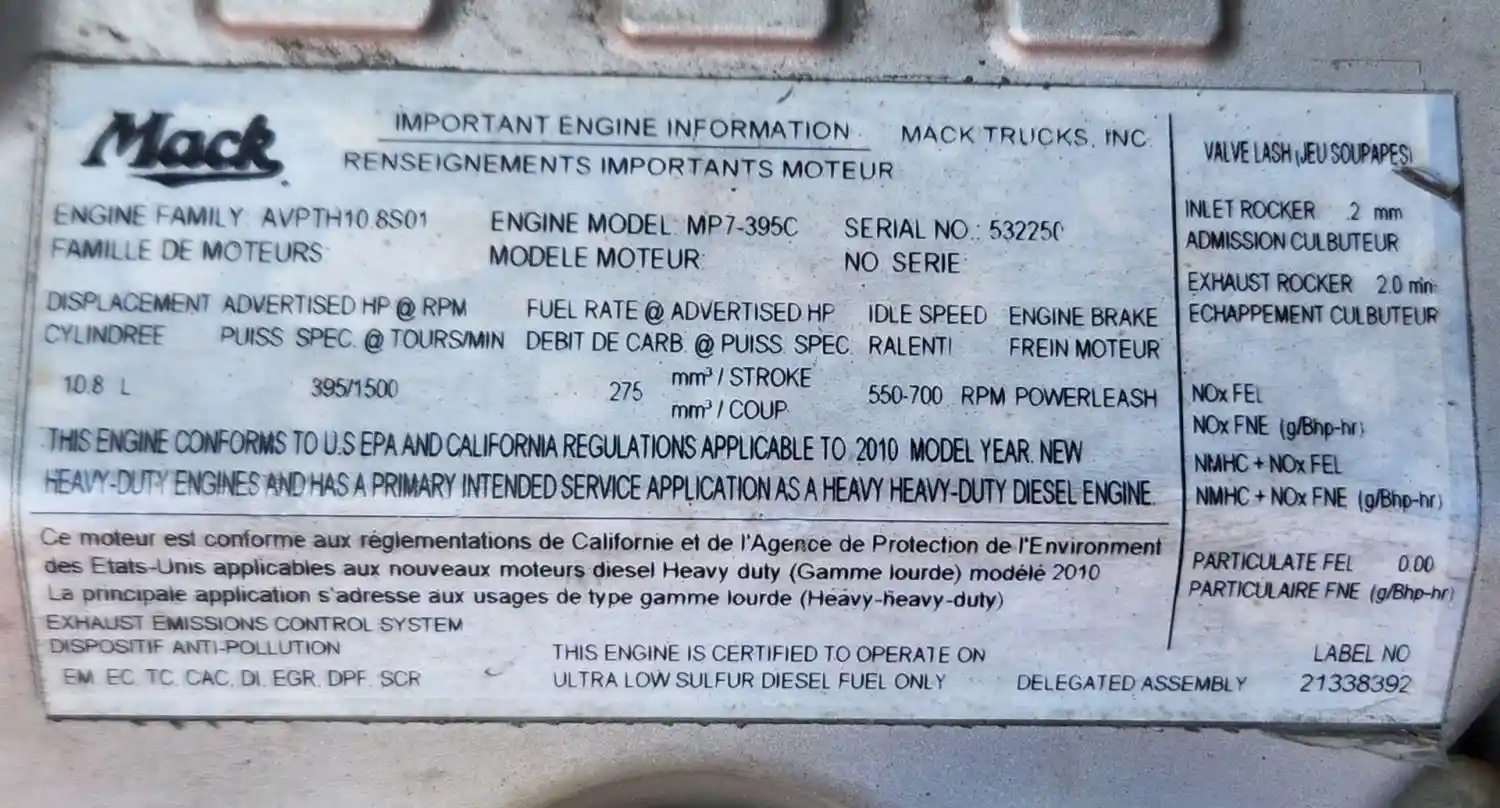 Mack
IMPORTANT ENGINE INFORMATION MACK TRUCKS, INC.
RENSEIGNEMENTS IMPORTANTS MOTEUR
ENGINE FAMILY: AVPTH10.8S01 ENGINE MODEL: MP7-395C SERIAL NO.:
FAMILLE DE MOTEURS: MODELE MOTEUR: NO SERIE:
DISPLACEMENT ADVERTISED HP @ RPM FUEL RATE @ ADVERTISED HP IDLE SPEED ENGINE BRAKE
CYLINDREE PUISS SPEC. @ TOURS/MIN DEBIT DE CARB. @ PUISS. SPEC. RALENTI FREIN MOTEUR
10.8 L 395/1500 275 mm³ / STROKE 550-700 RPM POWERLEASH
mm³ / COUP
THIS ENGINE CONFORMS TO U.S EPA AND CALIFORNIA REGULATIONS APPLICABLE TO 2010 MODEL YEAR. NEW
HEAVY-DUTY ENGINES AND HAS A PRIMARY INTENDED SERVICE APPLICATION AS A HEAVY HEAVY-DUTY DIESEL ENGINE.
Ce moteur est conforme aux réglementations de Californie et de l'Agence de Protection de l'Environment
des Etats-Unis applicables aux nouveaux moteurs diesel Heavy duty (Gamme lourde) modélé 2010
La principale application s'adresse aux usages de type gamme lourde (Heavy-heavy-duty)
EXHAUST EMISSIONS CONTROL SYSTEM
DISPOSITIF ANTI-POLLUTION
EM, EC, TC, CAC, DI, EGR, DPF, SCR
THIS ENGINE IS CERTIFIED TO OPERATE ON
ULTRA LOW SULFUR DIESEL FUEL ONLY
DELEGATED ASSEMBLY
VALVE LASH (JEU SOUPAPES)
INLET ROCKER .2 mm
ADMISSION CULBUTEUR
EXHAUST ROCKER 2.0
ECHAPPEMENT CULBUTEUR
NOx FEL
NOx FNE (g/Bhp-hr)
NMHC + NOx FEL
NMHC + NOx FNE (g/Bhp-hr)
PARTICULATE FEL 0.00
PARTICULAIRE FNE (g/Bhp-hr)
LABEL NO
21338392